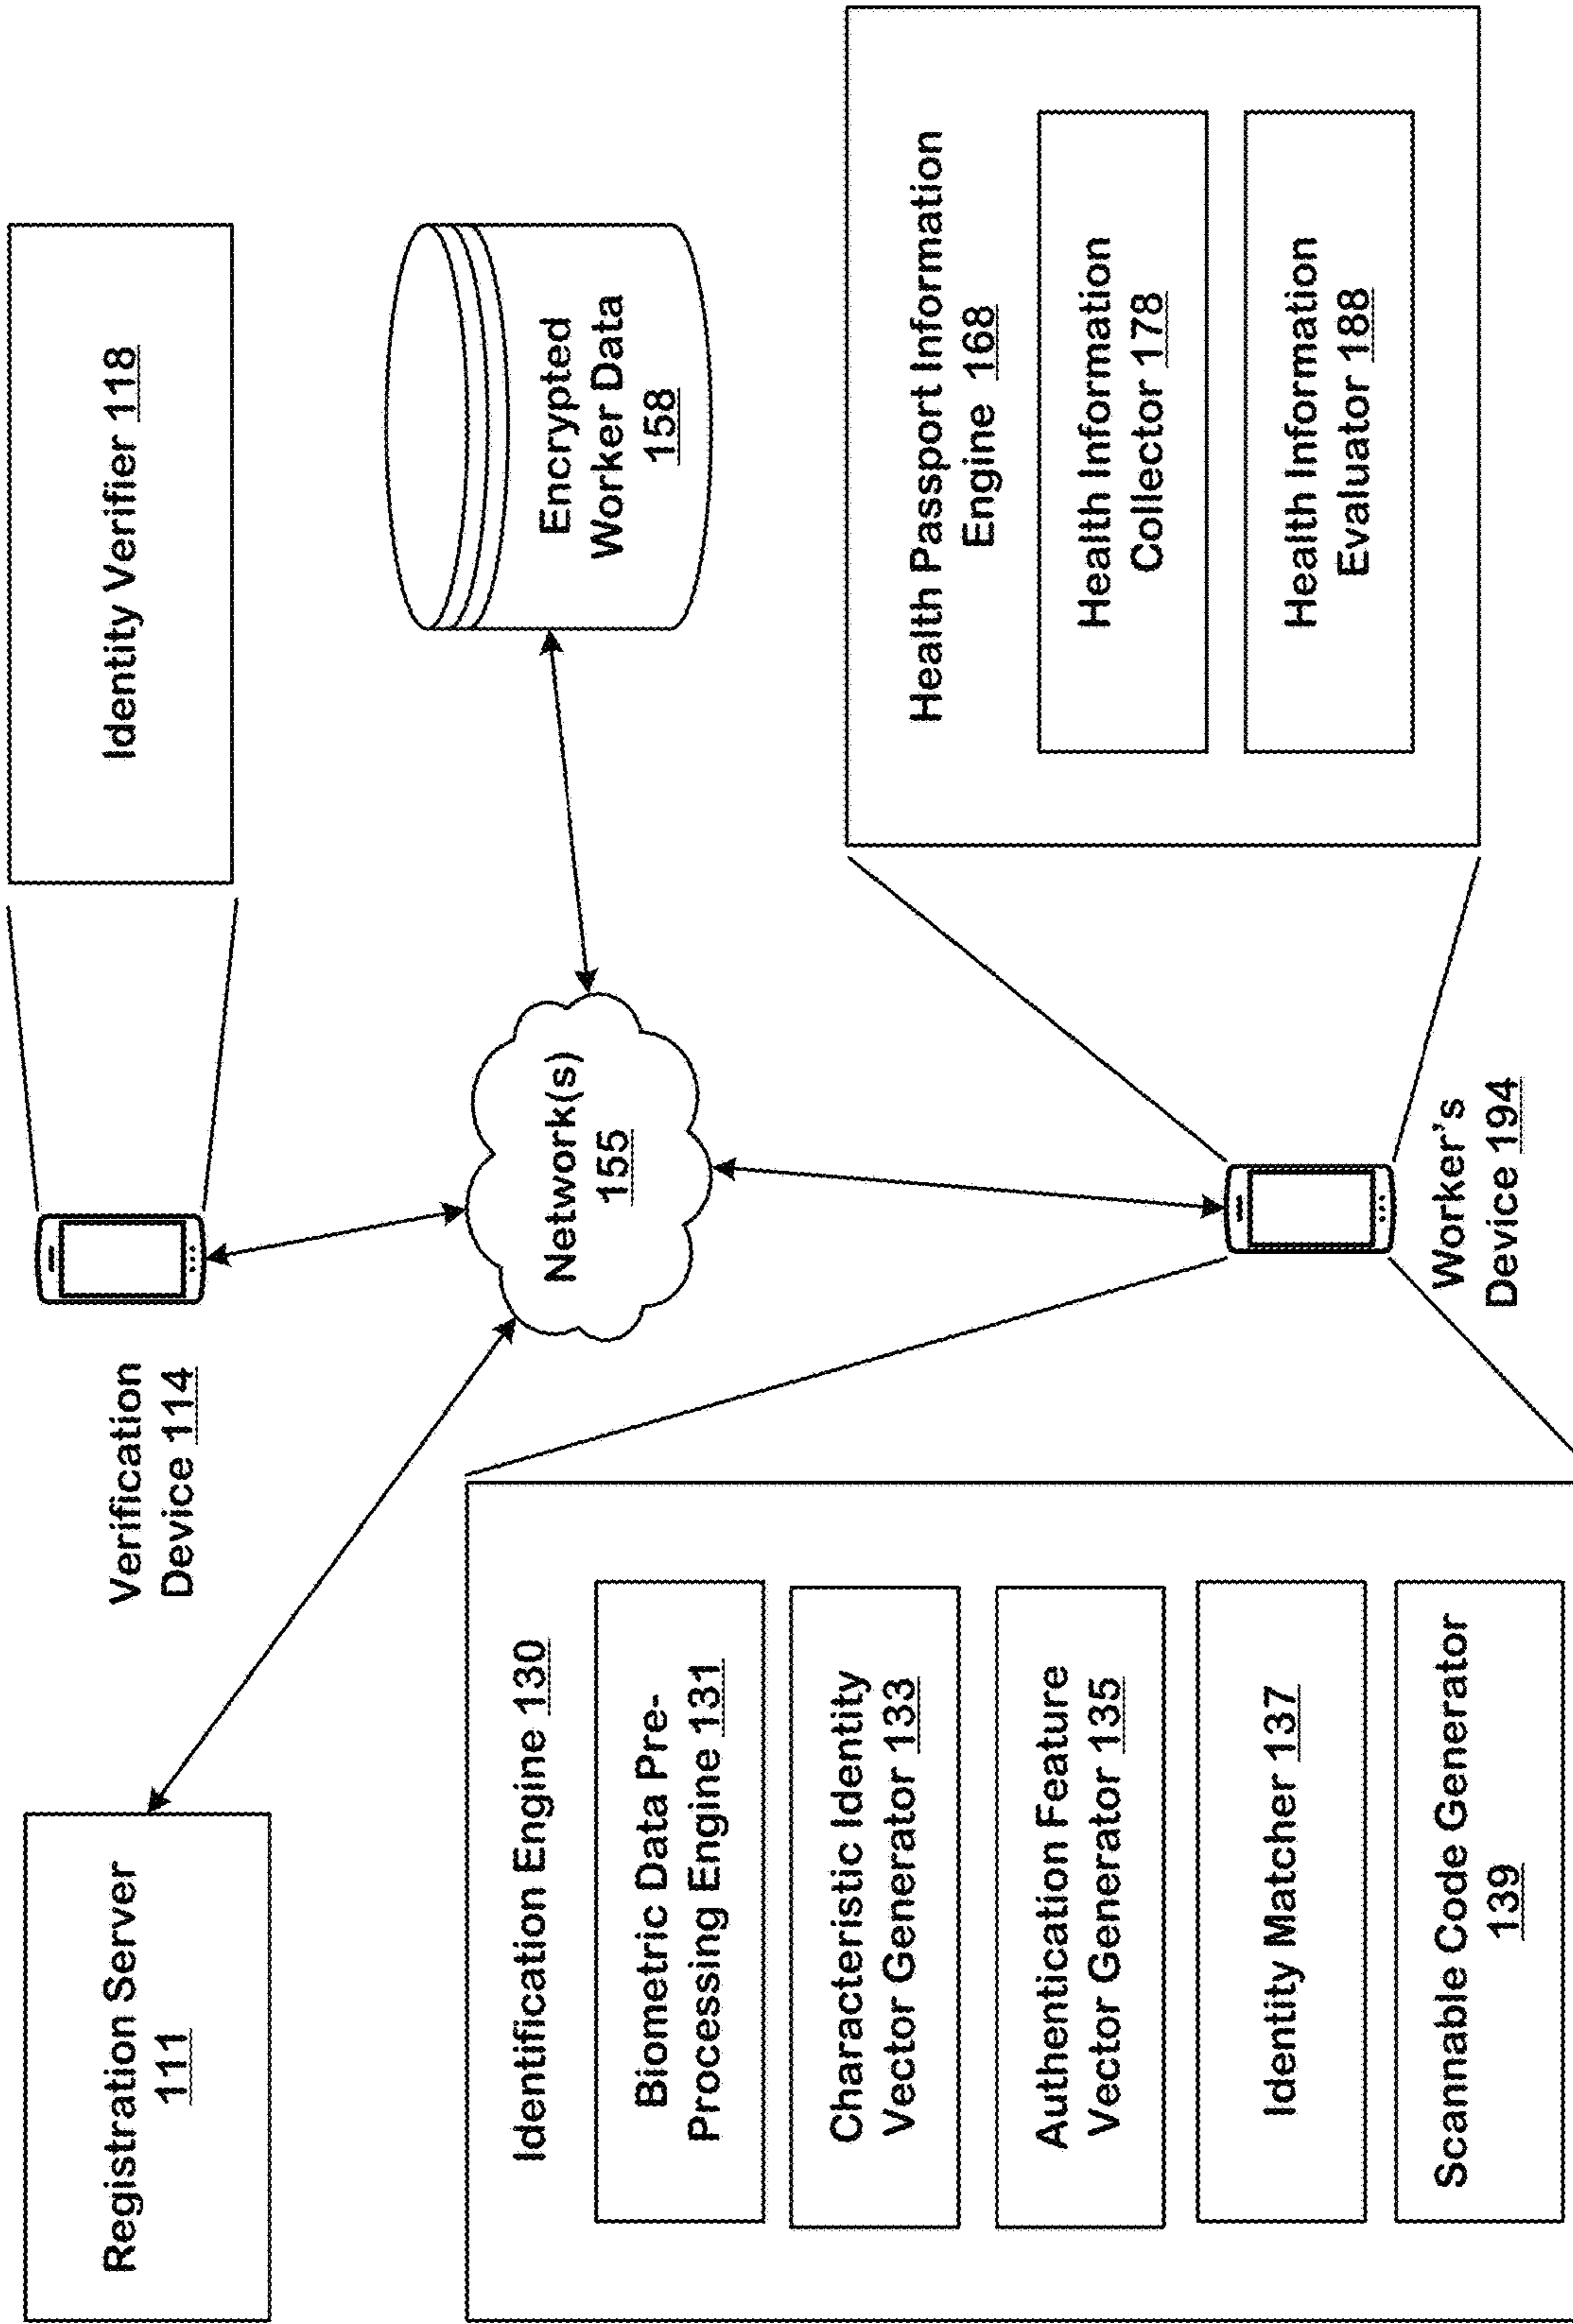 Registration Server
111
Verification
Device 114
Identity Verifier 118
Network(s)
155
Encrypted
Worker Data
158
Identification Engine 130
Biometric Data Pre-
Processing Engine 131
Characteristic Identity
Vector Generator 133
Authentication Feature
Vector Generator 135
Identity Matcher 137
Scannable Code Generator
139
Worker's
Device 194
Health Passport Information
Engine 168
Health Information
Collector 178
Health Information
Evaluator 188